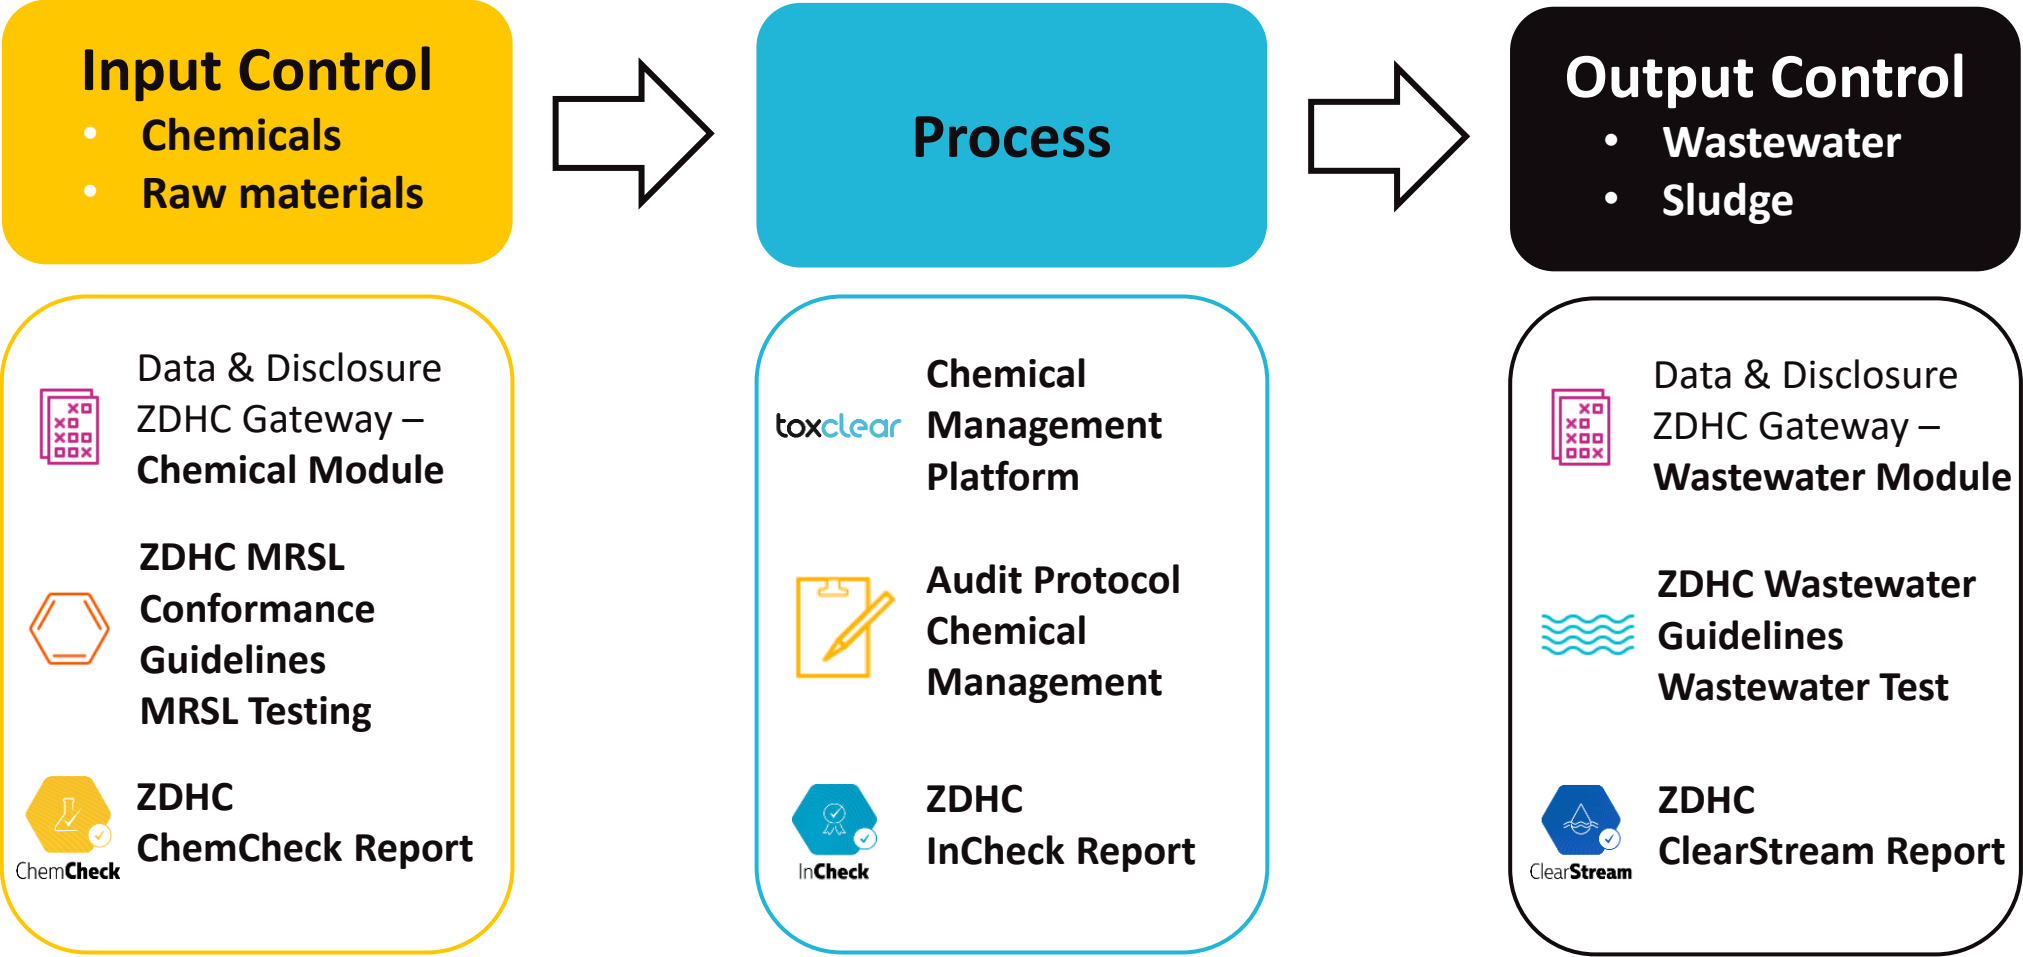 Input Control
• Chemicals
• Raw materials
Process
Output Control
• Wastewater
• Sludge
Data & Disclosure
ZDHC Gateway –
Chemical Module
ZDHC MRSL
Conformance
Guidelines
MRSL Testing
ChemCheck
ZDHC
ChemCheck Report
toxclear
Chemical
Management
Platform
Audit Protocol
Chemical
Management
InCheck
ZDHC
InCheck Report
Data & Disclosure
ZDHC Gateway –
Wastewater Module
ZDHC Wastewater
Guidelines
Wastewater Test
ClearStream
ZDHC
ClearStream Report